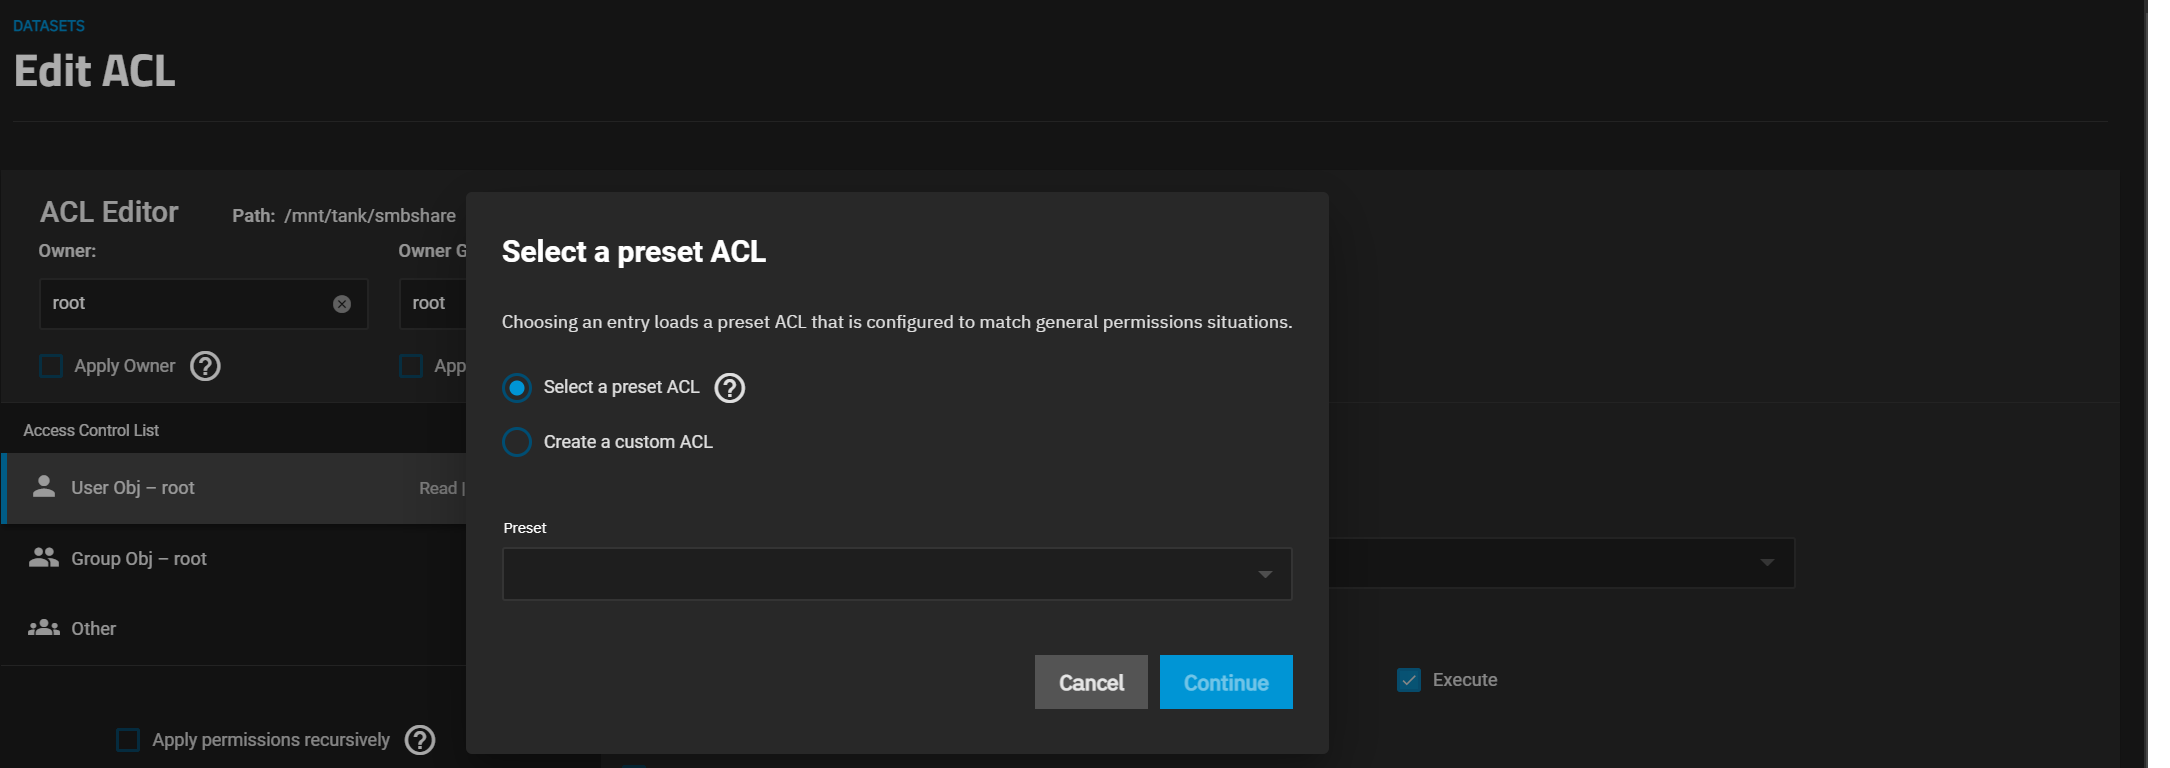 DATASETS
Edit ACL
ACL Editor
Path: /mnt/tank/smbshare
Owner:
Owner G
root
root
Apply Owner
App
Access Control List
User Obj – root
Read |
Group Obj – root
Other
Apply permissions recursively
Select a preset ACL
Choosing an entry loads a preset ACL that is configured to match general permissions situations.
Select a preset ACL
Create a custom ACL
Preset
Cancel
Continue
Execute